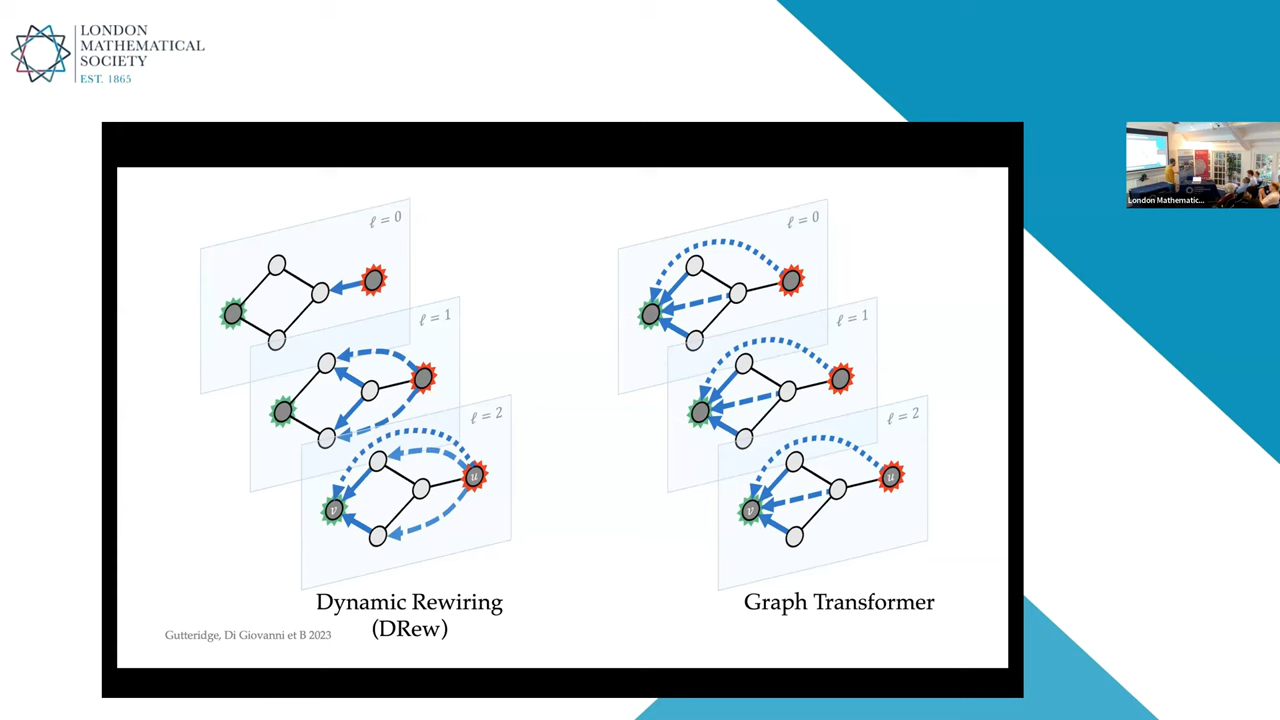 LONDON
MATHEMATICAL
SOCIETY
EST. 1865
London Mathematic...
ℓ = 0
ℓ = 1
ℓ = 2
v
u
Dynamic Rewiring
(DRew)
ℓ = 0
ℓ = 1
ℓ = 2
v
u
Graph Transformer
Gutteridge, Di Giovanni et B 2023